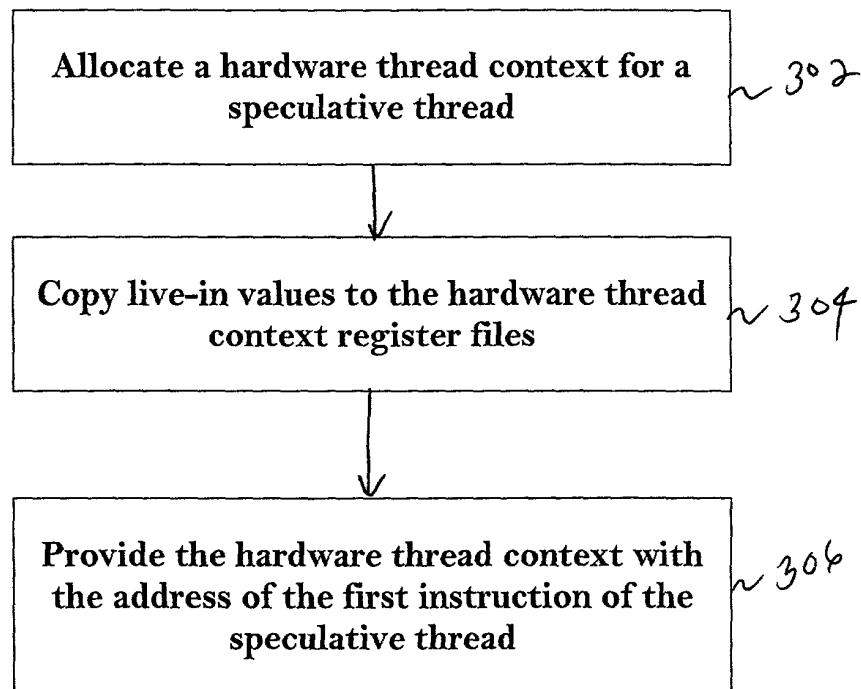 Allocate a hardware thread context for a
speculative thread
302
Copy live-in values to the hardware thread
context register files
304
Provide the hardware thread context with
the address of the first instruction of the
speculative thread
306